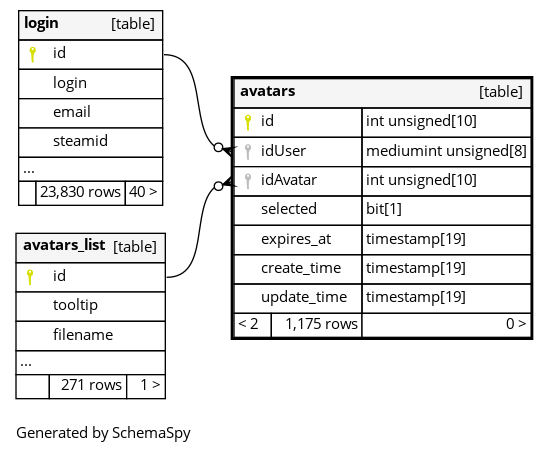 login [table]
id
login
email
steamid
...
23,830 rows 40 >
avatars [table]
id int unsigned[10]
idUser mediumint unsigned[8]
idAvatar int unsigned[10]
selected bit[1]
expires_at timestamp[19]
create_time timestamp[19]
update_time timestamp[19]
< 2 1,175 rows 0 >
avatars_list [table]
id
tooltip
filename
...
271 rows 1 >
Generated by SchemaSpy